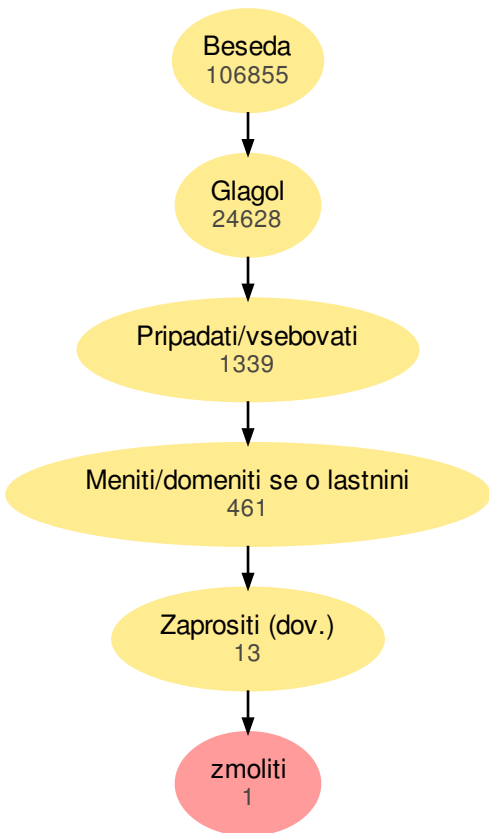 Beseda
106855
Glagol
24628
Pripadati/vsebovati
1339
Meniti/domeniti se o lastnini
461
Zaprositi (dov.)
13
zmoliti
1